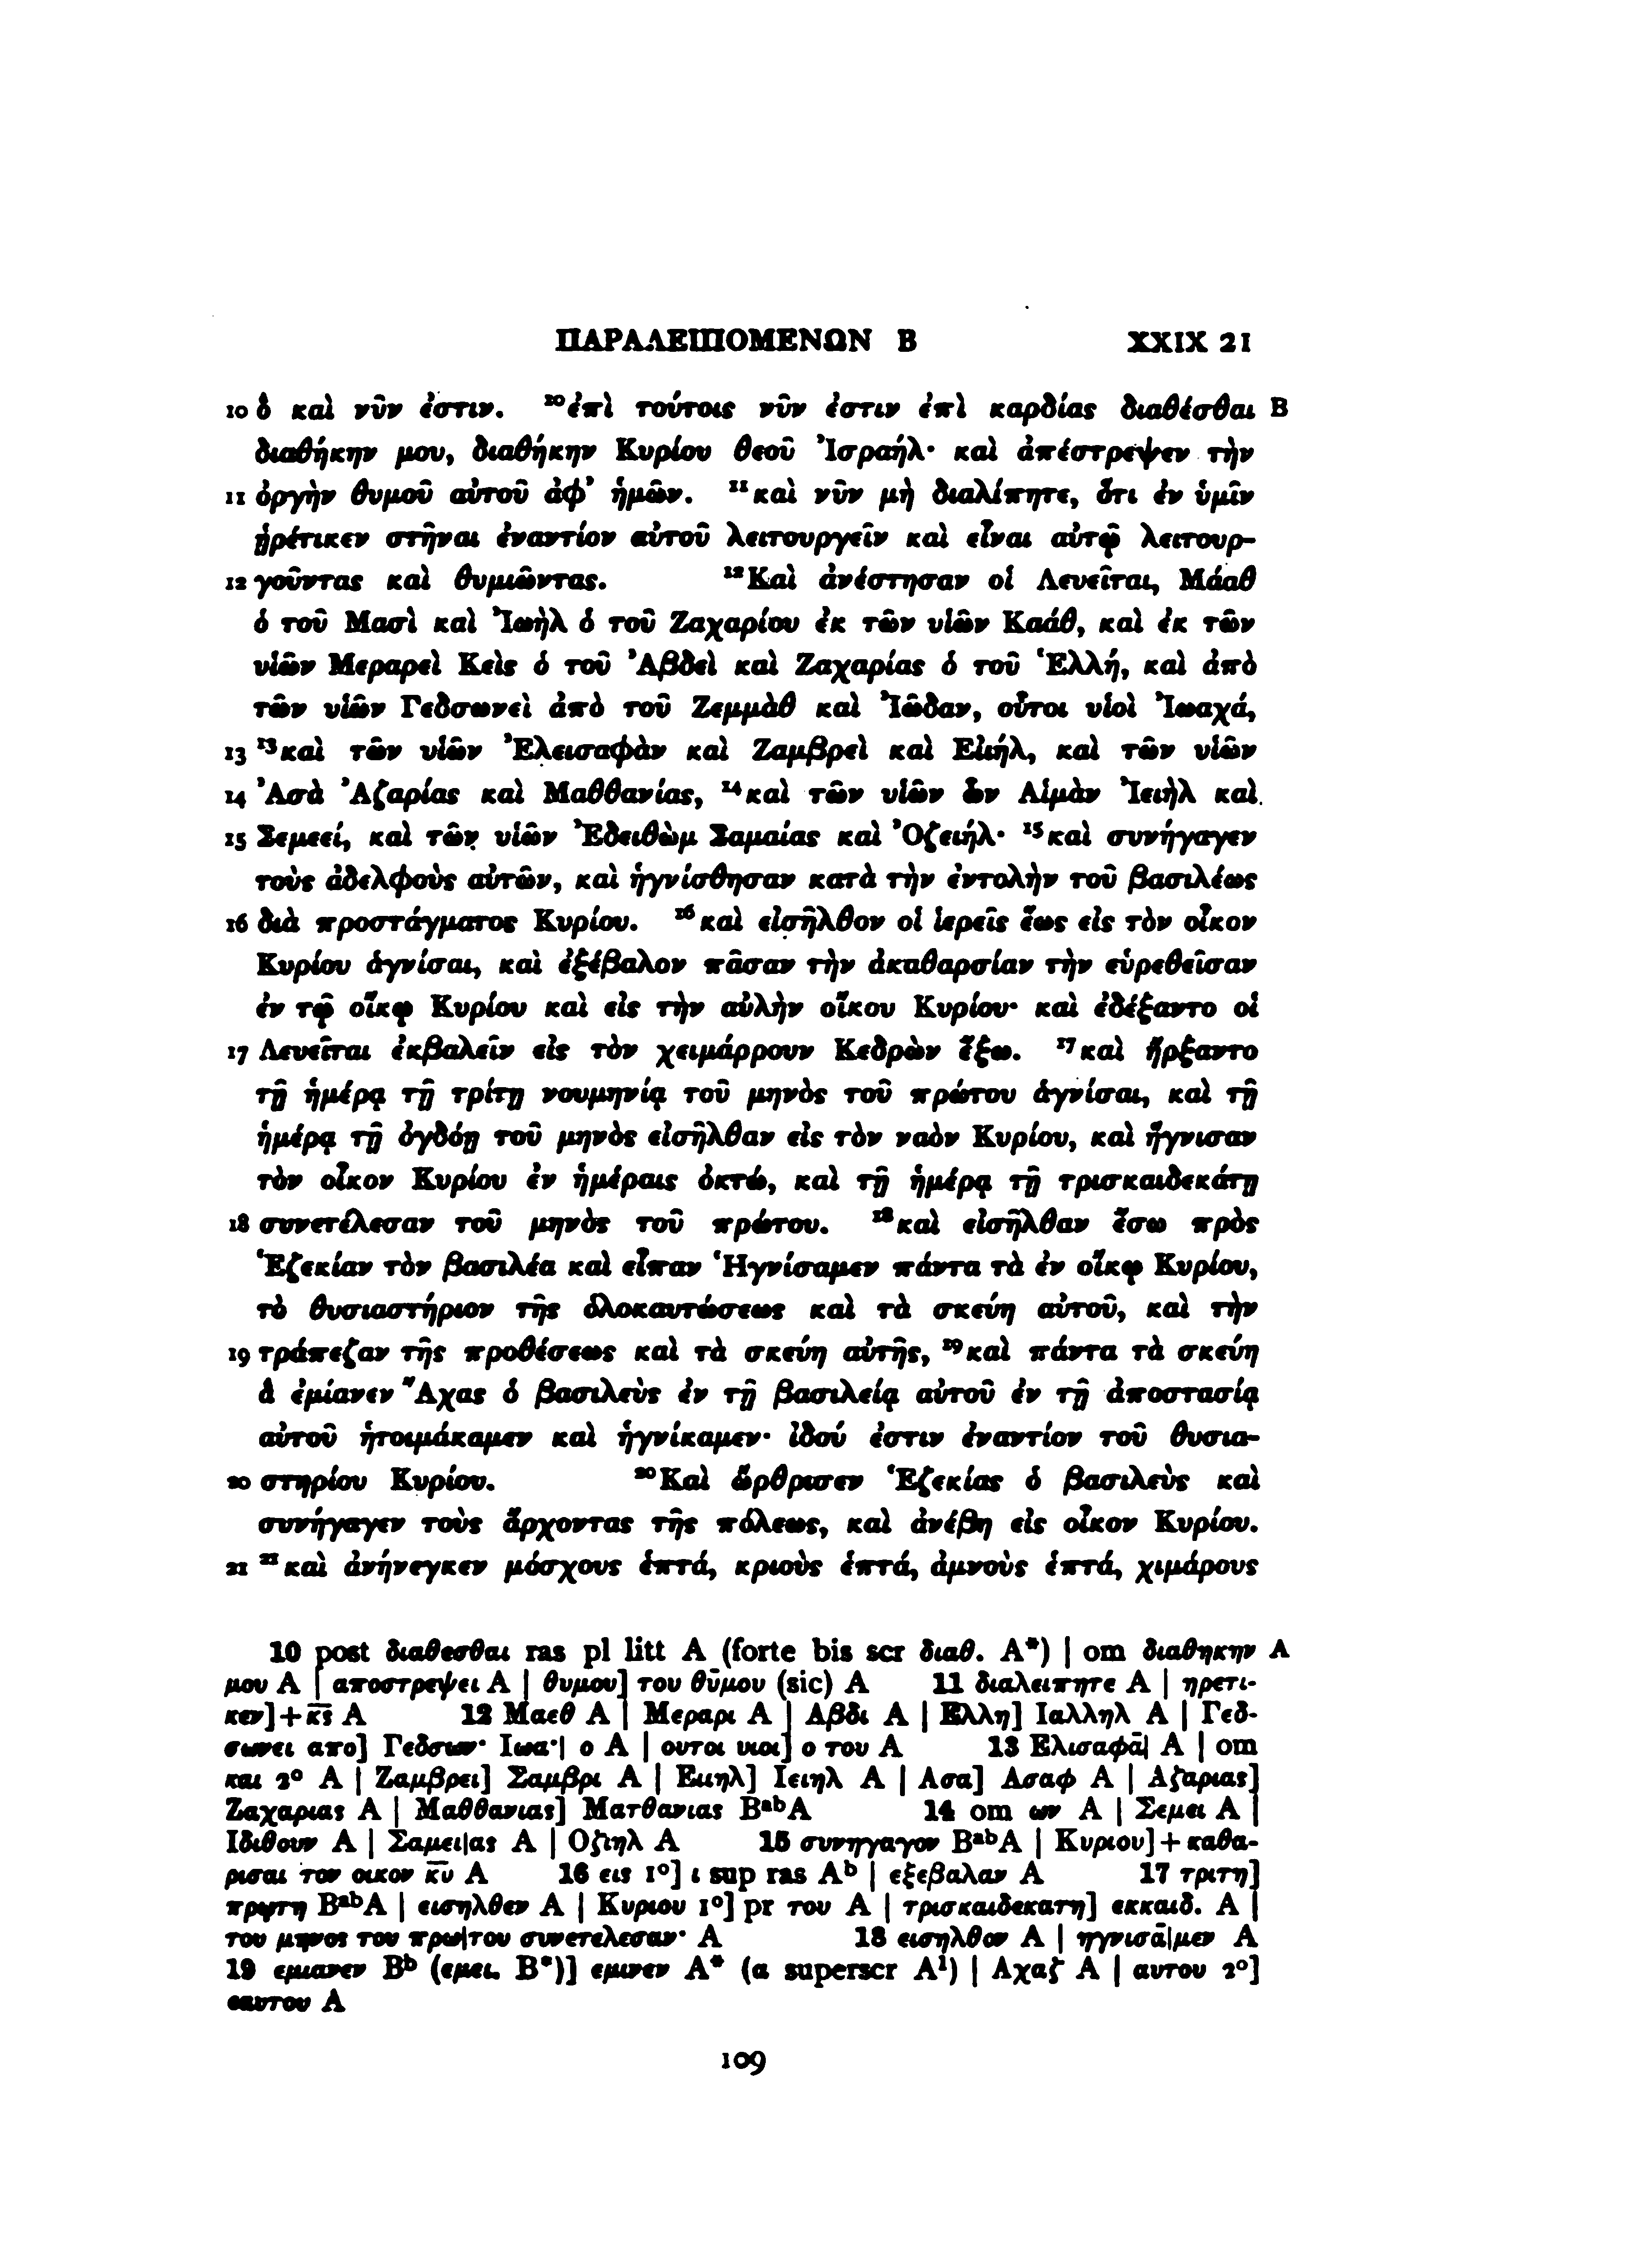 ΠΑΡΑΛΕΙΠΟΜΕΝΩΝ Β XXIX 21
10 ὃ καὶ νῦν ἐστιν. ¹⁰ἐπὶ τούτοις νῦν ἐστιν ἐπὶ καρδίας διαθέσθαι B
διαθήκην μου, διαθήκην Κυρίου θεοῦ Ἰσραήλ· καὶ ἀπέστρεψεν τὴν
11 ὀργὴν θυμοῦ αὐτοῦ ἀφ’ ἡμῶν. ¹¹καὶ νῦν μὴ διαλίπητε, ὅτι ἐν ὑμῖν
ᾑρέτικεν στῆναι ἐναντίον αὐτοῦ λειτουργεῖν καὶ εἶναι αὐτῷ λειτουρ-
12 γοῦντας καὶ θυμιῶντας. ¹²Καὶ ἀνέστησαν οἱ Λευεῖται, Μάαθ
ὁ τοῦ Μασὶ καὶ Ἰωὴλ ὁ τοῦ Ζαχαρίου ἐκ τῶν υἱῶν Καάθ, καὶ ἐκ τῶν
υἱῶν Μεραρεὶ Κεὶς ὁ τοῦ Ἀβδεὶ καὶ Ζαχαρίας ὁ τοῦ Ἑλλή, καὶ ἀπὸ
τῶν υἱῶν Γεδσωνεὶ ἀπὸ τοῦ Ζεμμὰθ καὶ Ἰῶδαν, οὗτοι υἱοὶ Ἰωαχά,
13 ¹³καὶ τῶν υἱῶν Ἐλεισαφὰν καὶ Ζαμβρεὶ καὶ Εἰιήλ, καὶ τῶν υἱῶν
14 Ἀσὰ Ἀζαρίας καὶ Μαθθανίας, ¹⁴καὶ τῶν υἱῶν ὧν Αἱμὰν Ἰειὴλ καὶ
15 Σεμεεί, καὶ τῶν υἱῶν Ἐδειθὼμ Σαμαίας καὶ Ὀζειήλ· ¹⁵καὶ συνήγαγεν
τοὺς ἀδελφοὺς αὐτῶν, καὶ ἡγνίσθησαν κατὰ τὴν ἐντολὴν τοῦ βασιλέως
16 διὰ προστάγματος Κυρίου. ¹⁶καὶ εἰσῆλθον οἱ ἱερεῖς ἕως εἰς τὸν οἶκον
Κυρίου ἁγνίσαι, καὶ ἐξέβαλον πᾶσαν τὴν ἀκαθαρσίαν τὴν εὑρεθεῖσαν
ἐν τῷ οἴκῳ Κυρίου καὶ εἰς τὴν αὐλὴν οἴκου Κυρίου· καὶ ἐδέξαντο οἱ
17 Λευεῖται ἐκβαλεῖν εἰς τὸν χειμάρρουν Κεδρὼν ἔξω. ¹⁷καὶ ἤρξαντο
τῇ ἡμέρᾳ τῇ τρίτῃ νουμηνίᾳ τοῦ μηνὸς τοῦ πρώτου ἁγνίσαι, καὶ τῇ
ἡμέρᾳ τῇ ὀγδόῃ τοῦ μηνὸς εἰσῆλθαν εἰς τὸν ναὸν Κυρίου, καὶ ἥγνισαν
τὸν οἶκον Κυρίου ἐν ἡμέραις ὀκτώ, καὶ τῇ ἡμέρᾳ τῇ τρισκαιδεκάτῃ
18 συνετέλεσαν τοῦ μηνὸς τοῦ πρώτου. ¹⁸καὶ εἰσῆλθαν ἔσω πρὸς
Ἑζεκίαν τὸν βασιλέα καὶ εἶπαν Ἡγνίσαμεν πάντα τὰ ἐν οἴκῳ Κυρίου,
τὸ θυσιαστήριον τῆς ὁλοκαυτώσεως καὶ τὰ σκεύη αὐτοῦ, καὶ τὴν
19 τράπεζαν τῆς προθέσεως καὶ τὰ σκεύη αὐτῆς, ¹⁹καὶ πάντα τὰ σκεύη
ἃ ἐμίανεν Ἄχας ὁ βασιλεὺς ἐν τῇ βασιλείᾳ αὐτοῦ ἐν τῇ ἀποστασίᾳ
αὐτοῦ ἡτοιμάκαμεν καὶ ἡγνίκαμεν· ἰδού ἐστιν ἐναντίον τοῦ θυσια-
20 στηρίου Κυρίου. ²⁰Καὶ ὤρθρισεν Ἑζεκίας ὁ βασιλεὺς καὶ
συνήγαγεν τοὺς ἄρχοντας τῆς πόλεως, καὶ ἀνέβη εἰς οἶκον Κυρίου.
21 ²¹καὶ ἀνήνεγκεν μόσχους ἑπτά, κριοὺς ἑπτά, ἀμνοὺς ἑπτά, χιμάρους
10 post διαθεσθαι ras pl litt A (forte bis scr διαθ. A*) | om διαθηκην A
μου A | αποστρεψει A | θυμου] του θῡμου (sic) A 11 διαλειπητε A | ηρετι-
κεν]+κ̅ς̅ A 12 Μαεθ A | Μεραρι A | Αβδι A | Ελλη] Ιαλληλ A | Γεδ-
σωνει απο] Γεδσων· Ιωα·| ο A | ουτοι υιοι] ο του A 13 Ελισαφα̅| A | om
και 2° A | Ζαμβρει] Σαμβρι A | Ειιηλ] Ιειηλ A | Ασα] Ασαφ A | Αζαριας]
Ζαχαριας A | Μαθθανιας] Ματθανιας Bᵃᵇ A 14 om ων A | Σεμει A |
Ιδιθουν A | Σαμει|ας A | Οζιηλ A 15 συνηγαγον Bᵃᵇ A | Κυριου]+καθα-
ρισαι τον οικον κ̅υ̅ A 16 εις 1°] ι sup ras Aᵇ | εξεβαλαν A 17 τριτη]
πρωτη Bᵃᵇ A | εισηλθεν A | Κυριου 1°] pr του A | τρισκαιδεκατη] εκκαιδ. A |
του μηνος του πρω|του συνετελεσαν· A 18 εισηλθον A | ηγνισα̅|μεν A
19 εμιανεν Bᵇ (εμει. B*)] εμινεν A* (α superscr A¹) | Αχαζ A | αυτου 2°]
εαυτου A
109